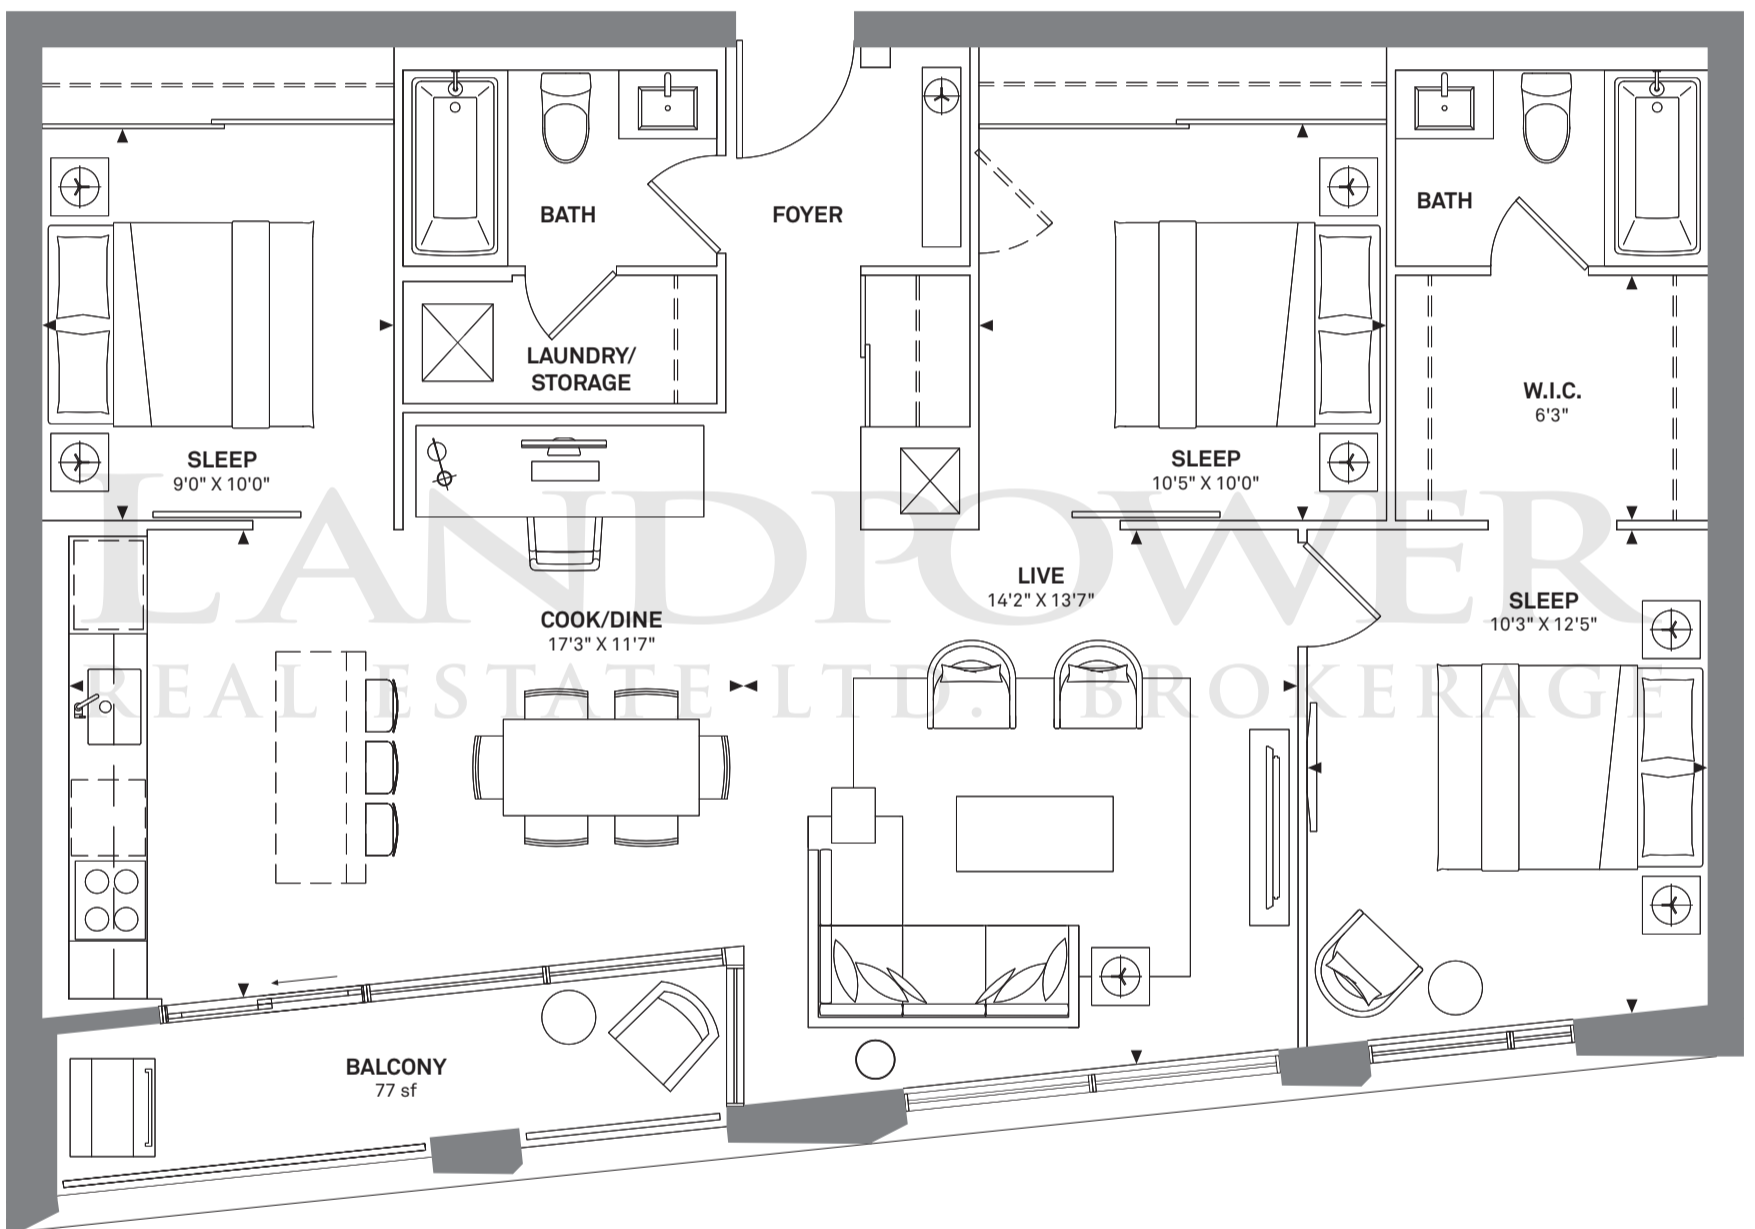 BATH
FOYER
BATH
LAUNDRY/
STORAGE
W.I.C.
6'3"
SLEEP
9'0" X 10'0"
SLEEP
10'5" X 10'0"
LANDPOWER
REAL ESTATE LTD. BROKERAGE
LIVE
14'2" X 13'7"
SLEEP
10'3" X 12'5"
COOK/DINE
17'3" X 11'7"
BALCONY
77 sf